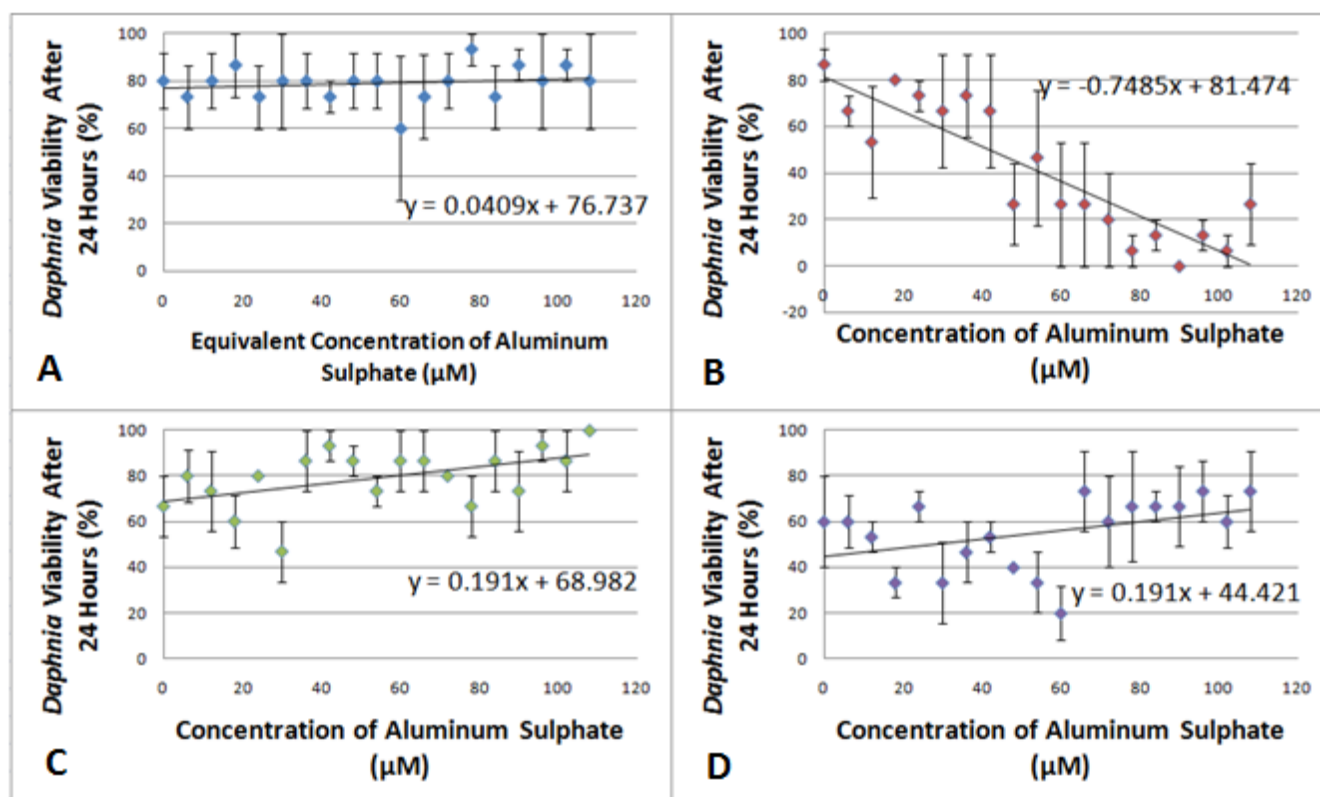 Daphnia Viability After
24 Hours (%)
100
80
60
40
20
0
0 20 40 60 80 100 120
y = 0.0409x + 76.737
Equivalent Concentration of Aluminum
Sulphate (µM)
A
Daphnia Viability After
24 Hours (%)
100
80
60
40
20
0
-20
0 20 40 60 80 100 120
y = -0.7485x + 81.474
Concentration of Aluminum Sulphate
(µM)
B
Daphnia Viability After
24 Hours (%)
100
80
60
40
20
0
0 20 40 60 80 100 120
y = 0.191x + 68.982
Concentration of Aluminum Sulphate
(µM)
C
Daphnia Viability After
24 Hours (%)
100
80
60
40
20
0
0 20 40 60 80 100 120
y = 0.191x + 44.421
Concentration of Aluminum Sulphate
(µM)
D